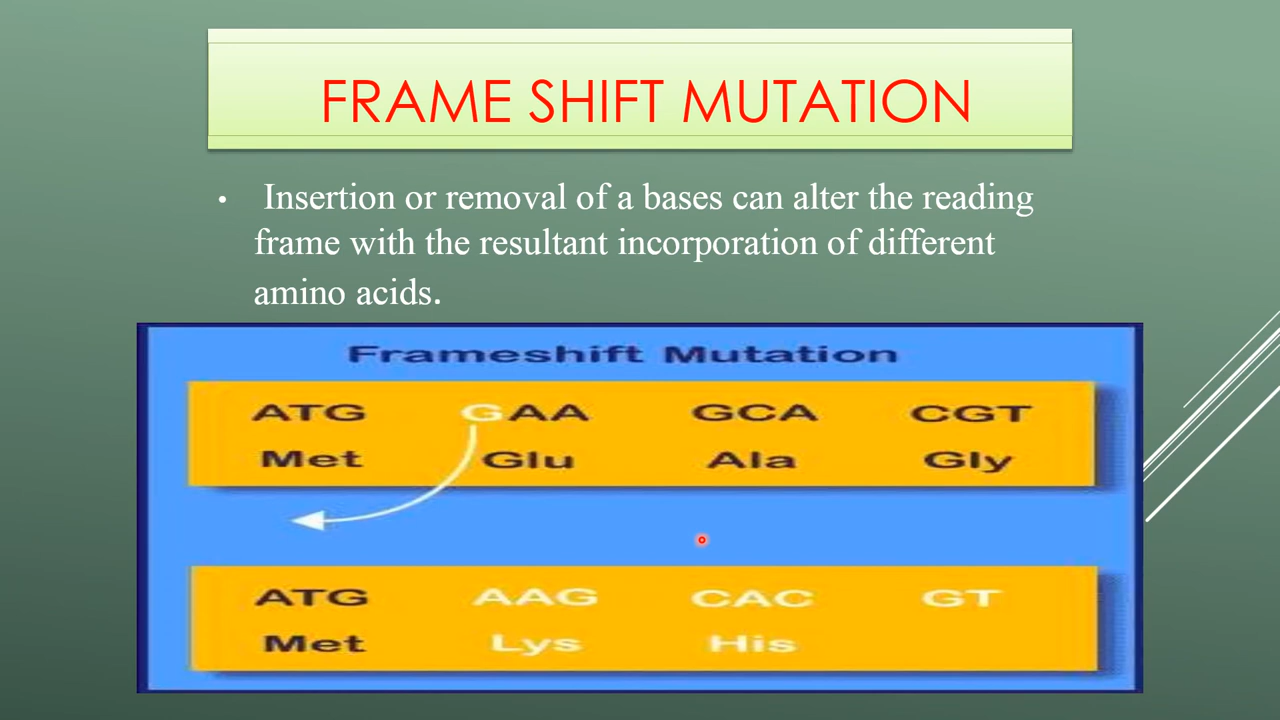 FRAME SHIFT MUTATION
• Insertion or removal of a bases can alter the reading
frame with the resultant incorporation of different
amino acids.
Frameshift Mutation
ATG GAA GCA CGT
Met Glu Ala Gly
ATG AAG CAC GT
Met Lys His